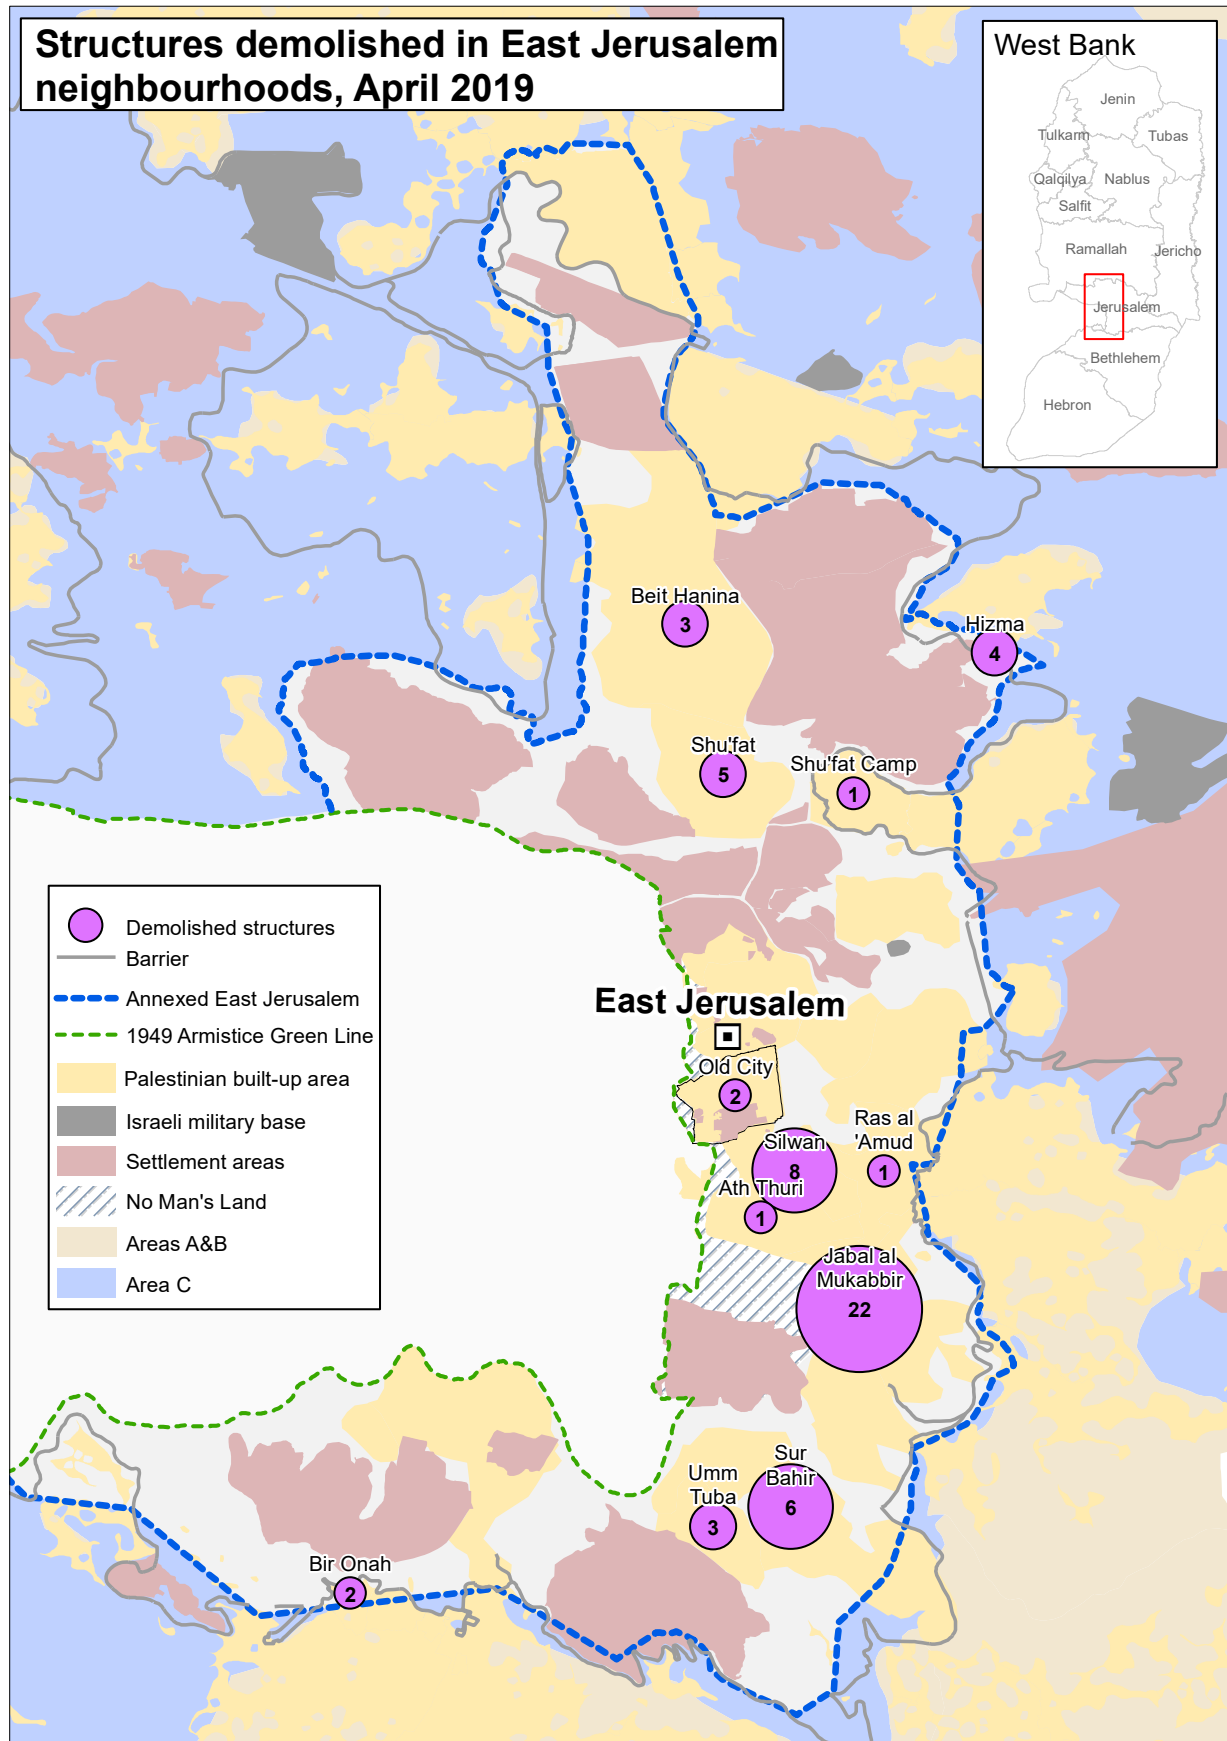 Structures demolished in East Jerusalem
neighbourhoods, April 2019
West Bank
Jenin
Tulkarm
Tubas
Qalqilya
Nablus
Salfit
Ramallah
Jericho
Jerusalem
Bethlehem
Hebron
Beit Hanina
3
Hizma
4
Shu'fat
5
Shu'fat Camp
1
Demolished structures
Barrier
Annexed East Jerusalem
1949 Armistice Green Line
Palestinian built-up area
Israeli military base
Settlement areas
No Man's Land
Areas A&B
Area C
East Jerusalem
Old City
2
Silwan
8
Ras al
'Amud
1
Ath Thuri
1
Jabal al
Mukabbir
22
Sur
Bahir
6
Umm
Tuba
3
Bir Onah
2